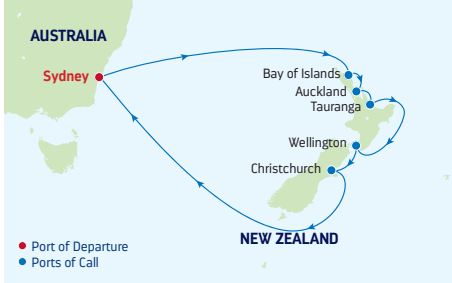 AUSTRALIA
Sydney
Bay of Islands
Auckland
Tauranga
Wellington
Christchurch
NEW ZEALAND
Port of Departure
Ports of Call